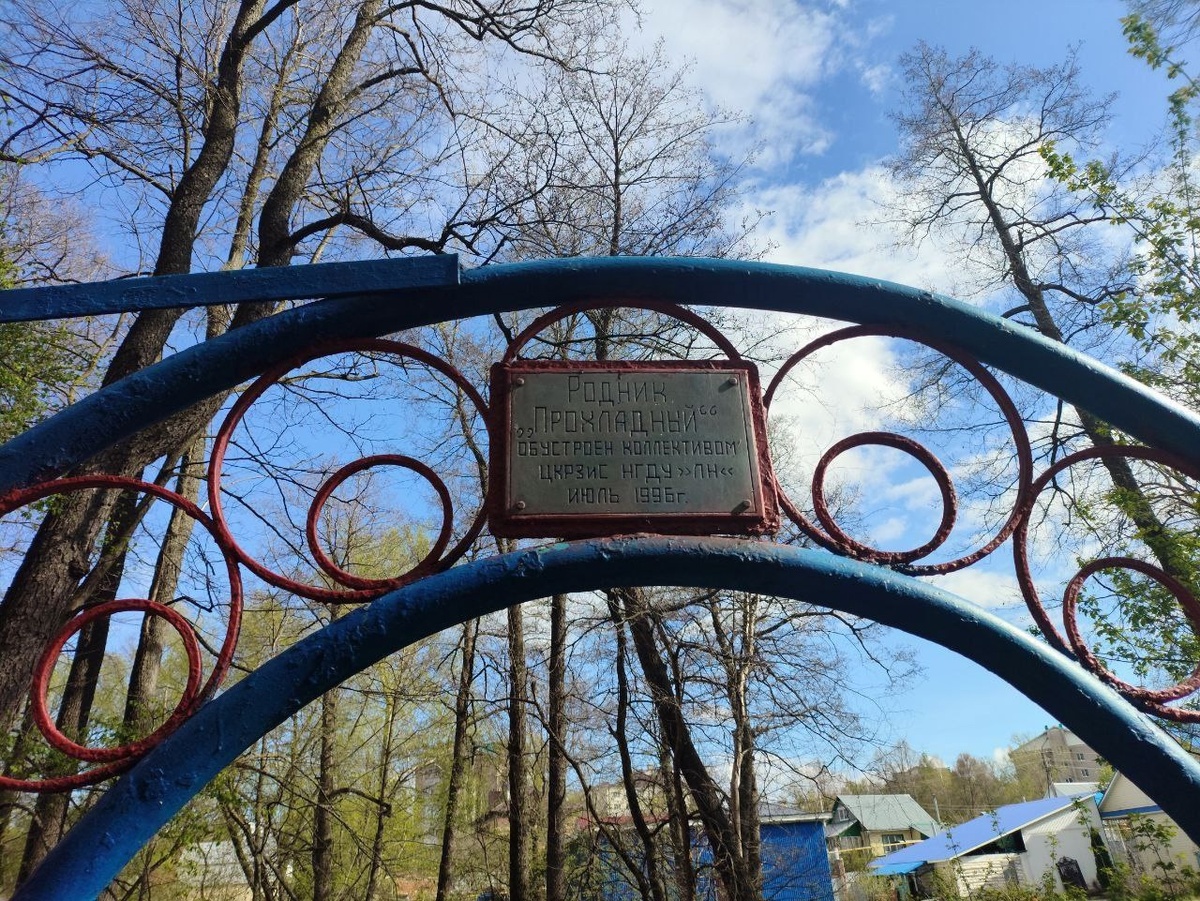 Родник
„Прохладный“
обустроен коллективом
ЦКРЗИС НГДУ »ЛН«
июль 1996г.